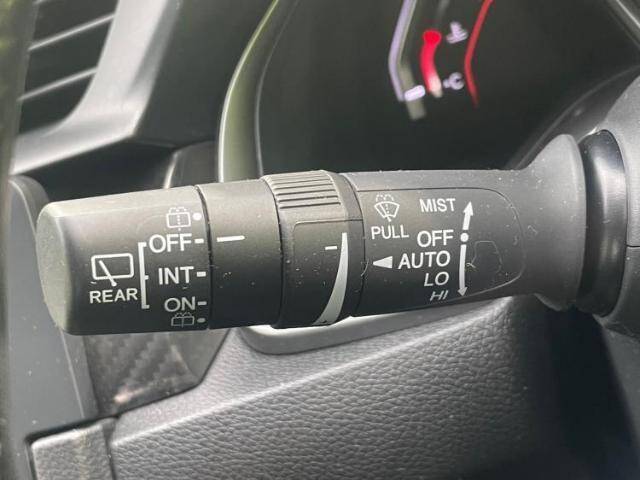 REAR
OFF
INT
ON
PULL
MIST
OFF
AUTO
LO
HI
°C